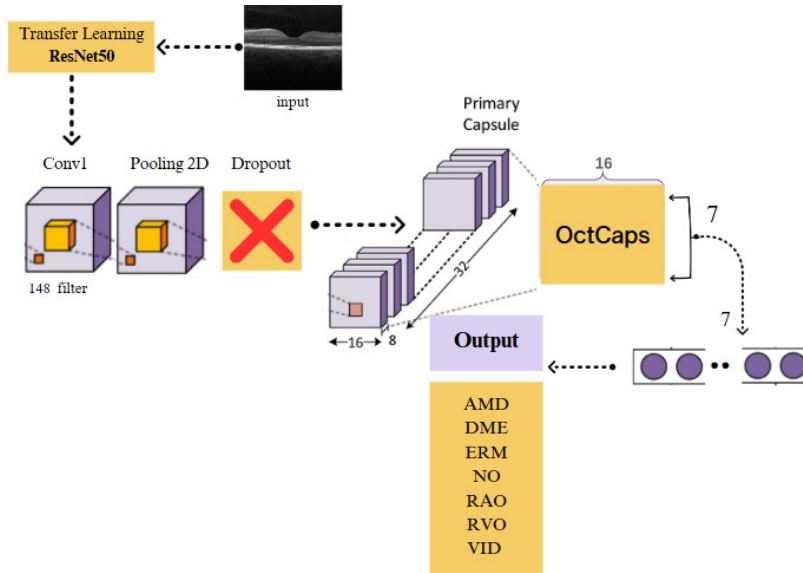 Transfer Learning
ResNet50
input
Primary
Capsule
Conv1
Pooling 2D
Dropout
148 filter
16
OctCaps
7
32
16
8
7
Output
AMD
DME
ERM
NO
RAO
RVO
VID